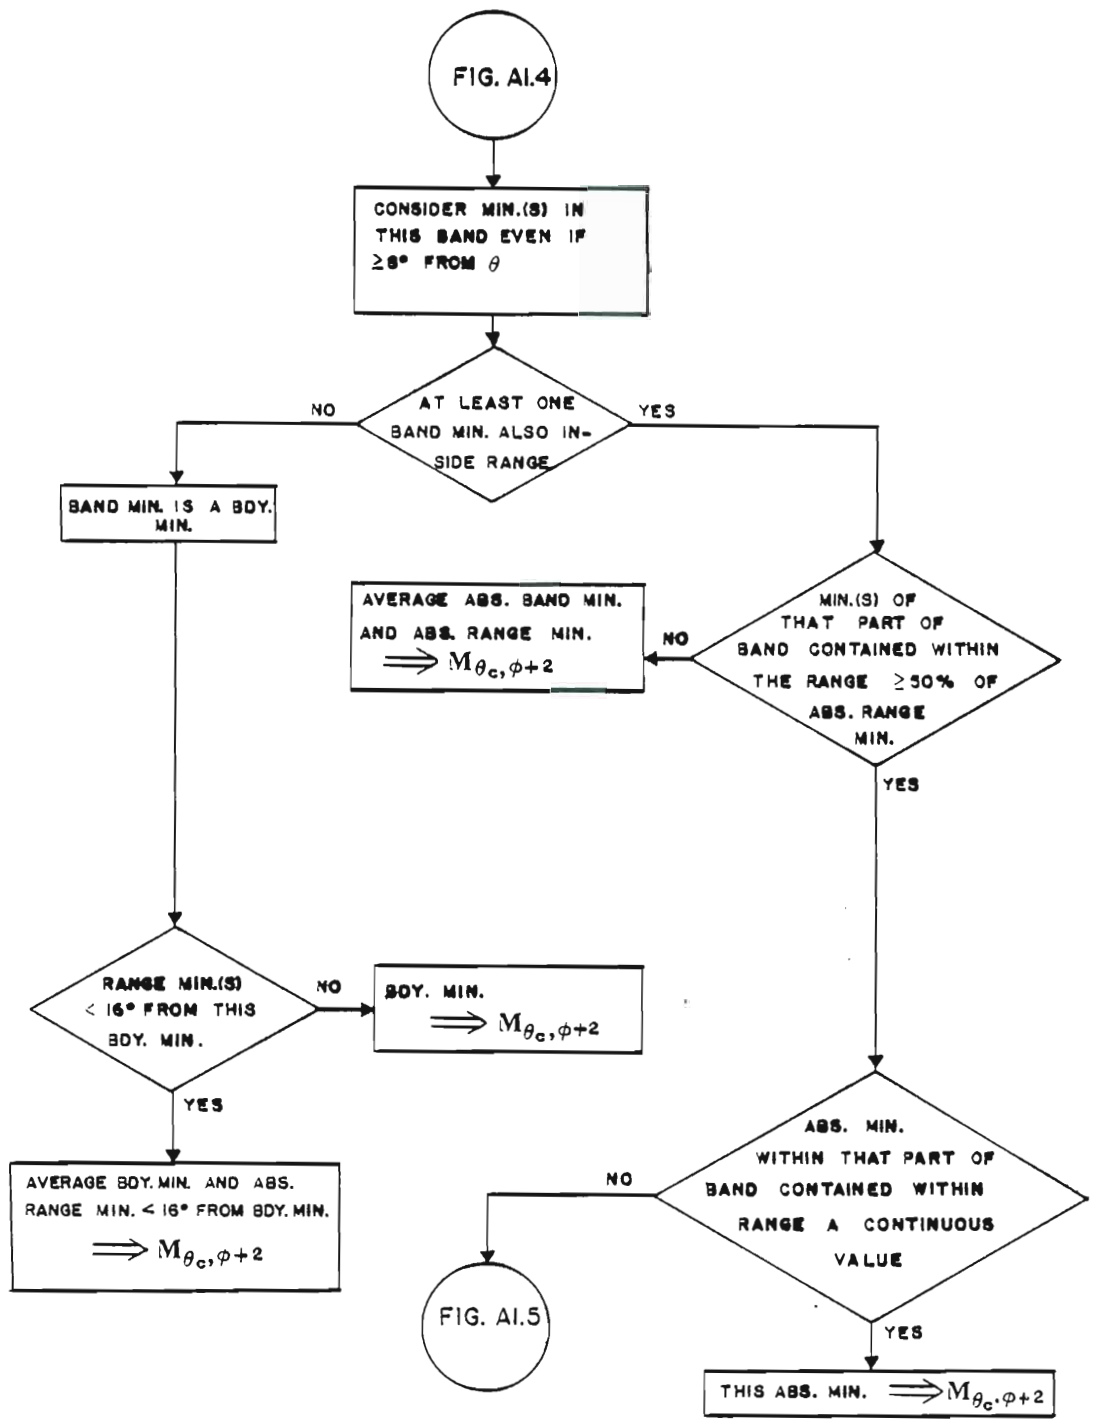 FIG. A1.4
CONSIDER MIN.(S) IN
THIS BAND EVEN IF
≥8° FROM θ
AT LEAST ONE
BAND MIN. ALSO IN-
SIDE RANGE
NO
YES
BAND MIN. IS A BDY.
MIN.
AVERAGE ABS. BAND MIN.
AND ABS. RANGE MIN.
⟹ Mθc,φ+2
NO
MIN.(S) OF
THAT PART OF
BAND CONTAINED WITHIN
THE RANGE ≥50% OF
ABS. RANGE
MIN.
YES
RANGE MIN.(S)
< 16° FROM THIS
BDY. MIN.
NO
BDY. MIN.
⟹ Mθc,φ+2
YES
AVERAGE BDY. MIN. AND ABS.
RANGE MIN. < 16° FROM BDY. MIN.
⟹ Mθc,φ+2
ABS. MIN.
WITHIN THAT PART OF
BAND CONTAINED WITHIN
RANGE A CONTINUOUS
VALUE
NO
FIG. A1.5
YES
THIS ABS. MIN. ⟹ Mθc,φ+2